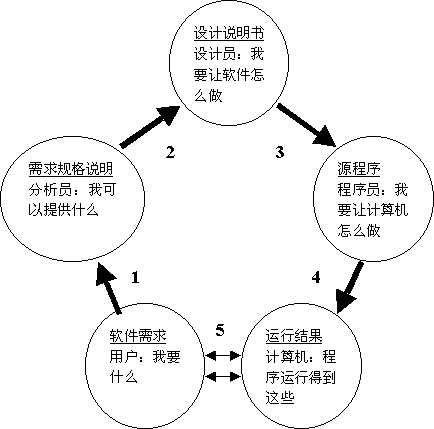 设计说明书
设计员：我
要让软件怎
么做
2
3
需求规格说明
分析员：我可
以提供什么
源程序
程序员：我
要让计算机
怎么做
1
4
软件需求
用户：我要
什么
5
运行结果
计算机：程
序运行得到
这些